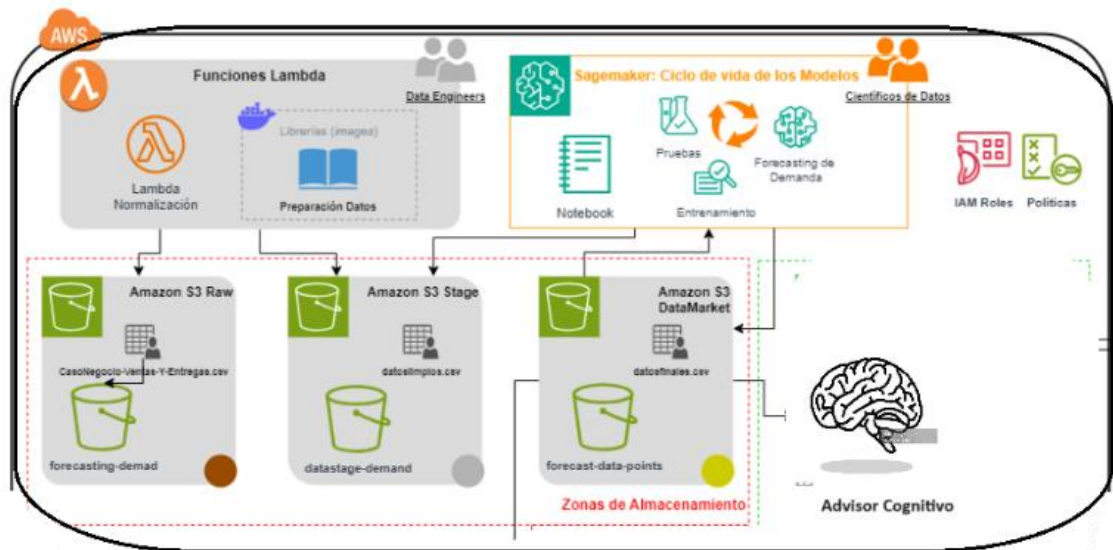 AWS
Funciones Lambda
Data Engineers
Sagemaker: Ciclo de vida de los Modelos
Científicos de Datos
Librerías (images)
Lambda
Normalización
Preparación Datos
Notebook
Pruebas
Entrenamiento
Forecasting de
Demanda
IAM Roles
Políticas
Amazon S3 Raw
CasoNegocio-Ventas-Y-Entregas.csv
forecasting-demad
Amazon S3 Stage
datoslimpios.csv
datastage-demand
Amazon S3
DataMarket
datosfinales.csv
forecast-data-points
Zonas de Almacenamiento
Advisor Cognitivo